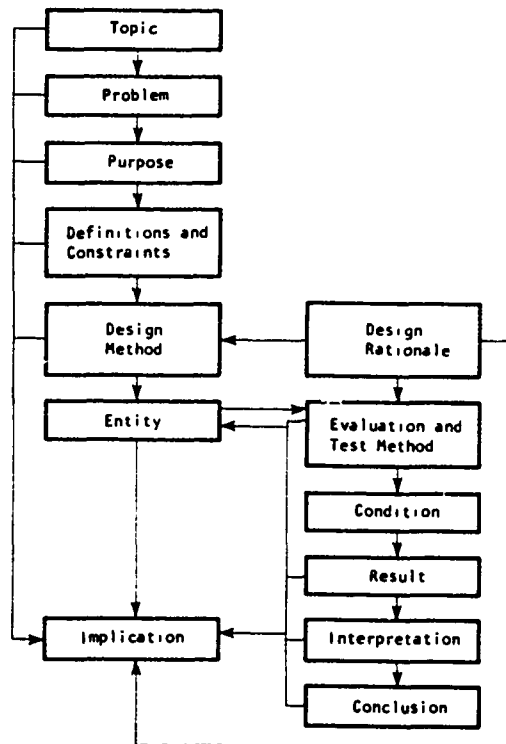 Topic
Problem
Purpose
Definitions and
Constraints
Design
Method
Design
Rationale
Entity
Evaluation and
Test Method
Condition
Result
Implication
Interpretation
Conclusion